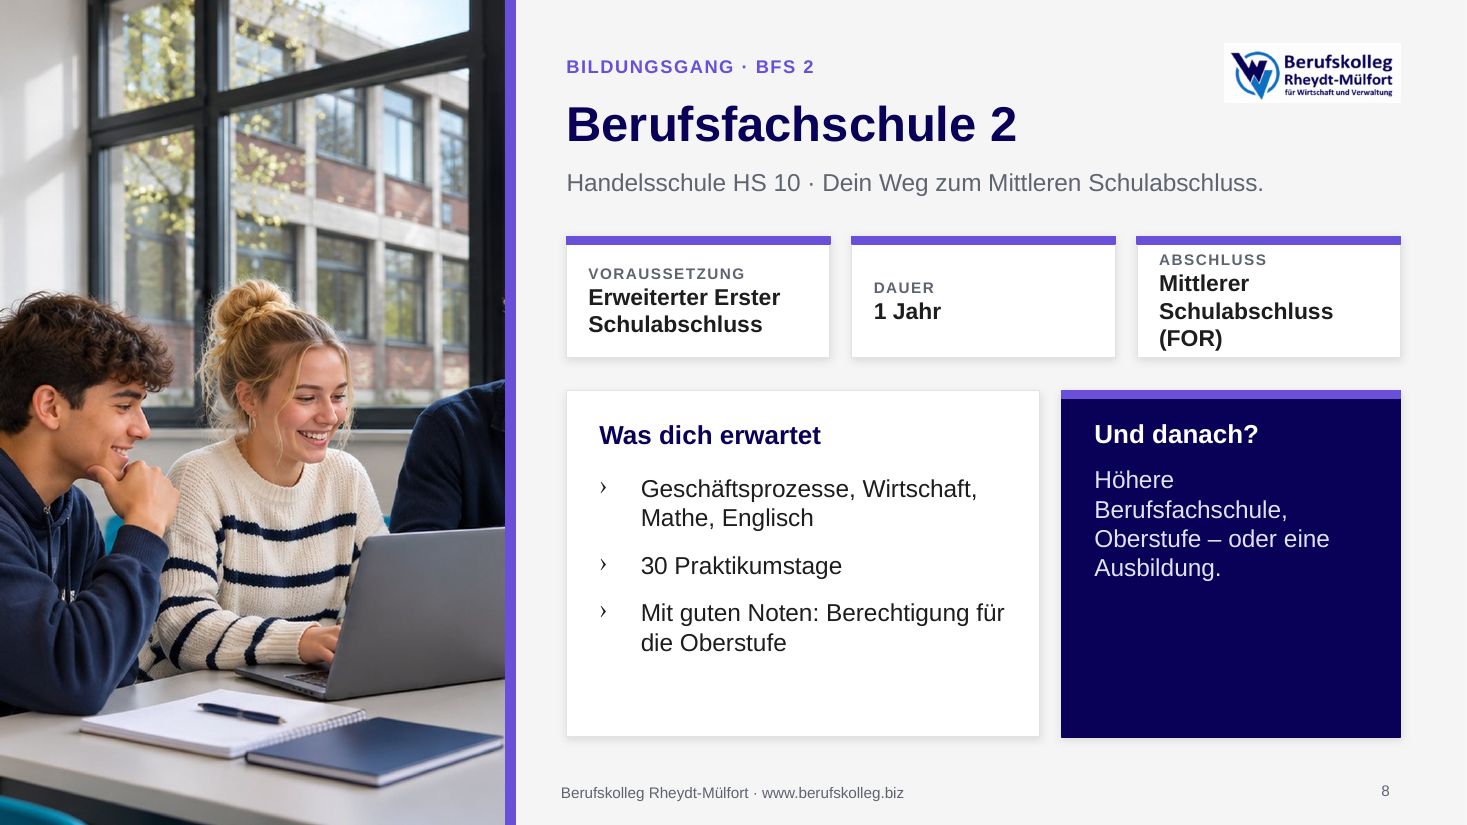 BILDUNGSGANG · BFS 2
Berufskolleg
Rheydt-Mülfort
für Wirtschaft und Verwaltung
Berufsfachschule 2
Handelsschule HS 10 · Dein Weg zum Mittleren Schulabschluss.
VORAUSSETZUNG
Erweiterter Erster
Schulabschluss
DAUER
1 Jahr
ABSCHLUSS
Mittlerer
Schulabschluss
(FOR)
Was dich erwartet
› Geschäftsprozesse, Wirtschaft,
Mathe, Englisch
› 30 Praktikumstage
› Mit guten Noten: Berechtigung für
die Oberstufe
Und danach?
Höhere
Berufsfachschule,
Oberstufe – oder eine
Ausbildung.
Berufskolleg Rheydt-Mülfort · www.berufskolleg.biz
8